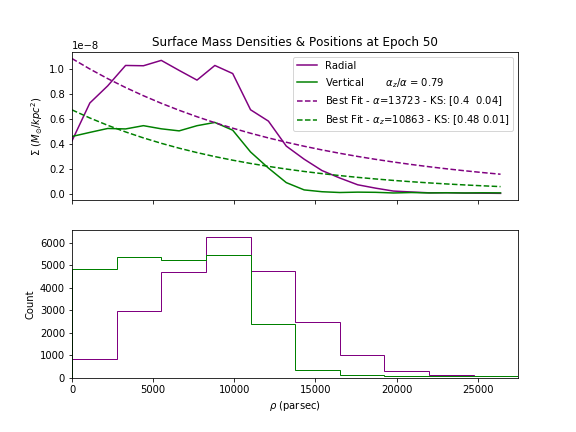 Surface Mass Densities & Positions at Epoch 50
1e−8
Σ (M⊙/kpc²)
1.0
0.8
0.6
0.4
0.2
0.0
Radial
Vertical αz/α = 0.79
Best Fit - α=13723 - KS: [0.4 0.04]
Best Fit - αz=10863 - KS: [0.48 0.01]
Count
6000
5000
4000
3000
2000
1000
0
0 5000 10000 15000 20000 25000
ρ (parsec)